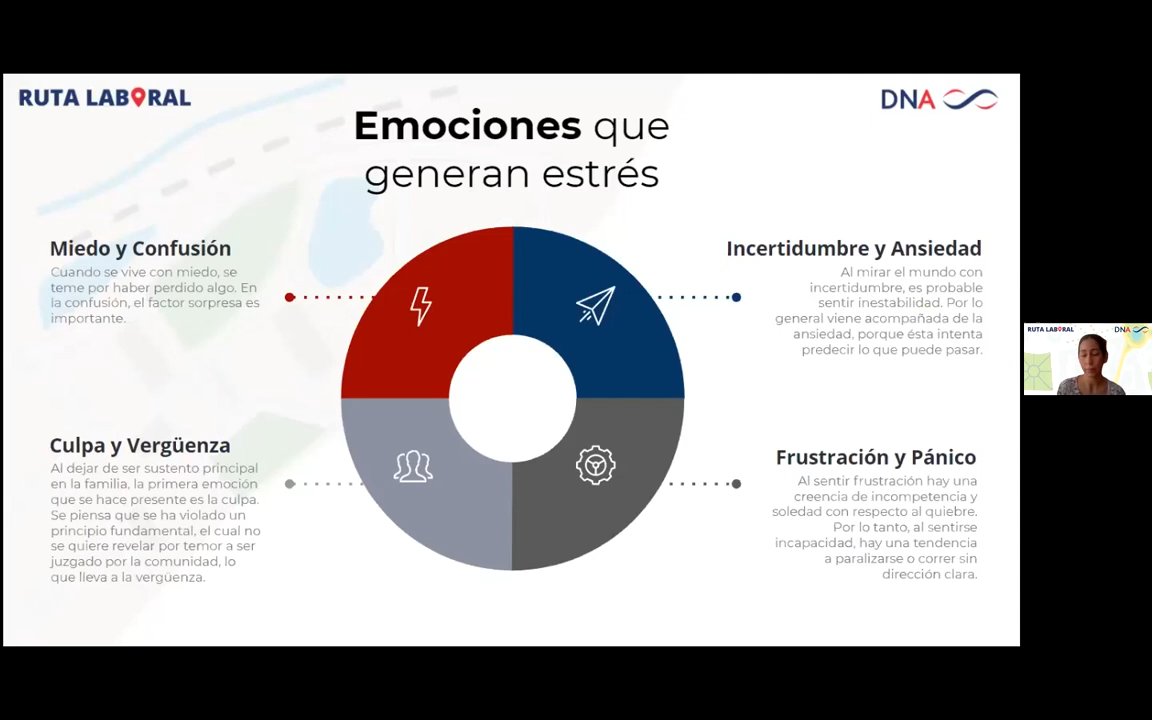 RUTA LABORAL
DNA
Emociones que
generan estrés
Miedo y Confusión
Cuando se vive con miedo, se
teme por haber perdido algo. En
la confusión, el factor sorpresa es
importante.
Incertidumbre y Ansiedad
Al mirar el mundo con
incertidumbre, es probable
sentir inestabilidad. Por lo
general viene acompañada de la
ansiedad, porque ésta intenta
predecir lo que puede pasar.
Culpa y Vergüenza
Al dejar de ser sustento principal
en la familia, la primera emoción
que se hace presente es la culpa.
Se piensa que se ha violado un
principio fundamental, el cual no
se quiere revelar por temor a ser
juzgado por la comunidad, lo
que lleva a la vergüenza.
Frustración y Pánico
Al sentir frustración hay una
creencia de incompetencia y
soledad con respecto al quiebre.
Por lo tanto, al sentirse
incapacidad, hay una tendencia
a paralizarse o correr sin
dirección clara.
RUTA LABORAL
DNA